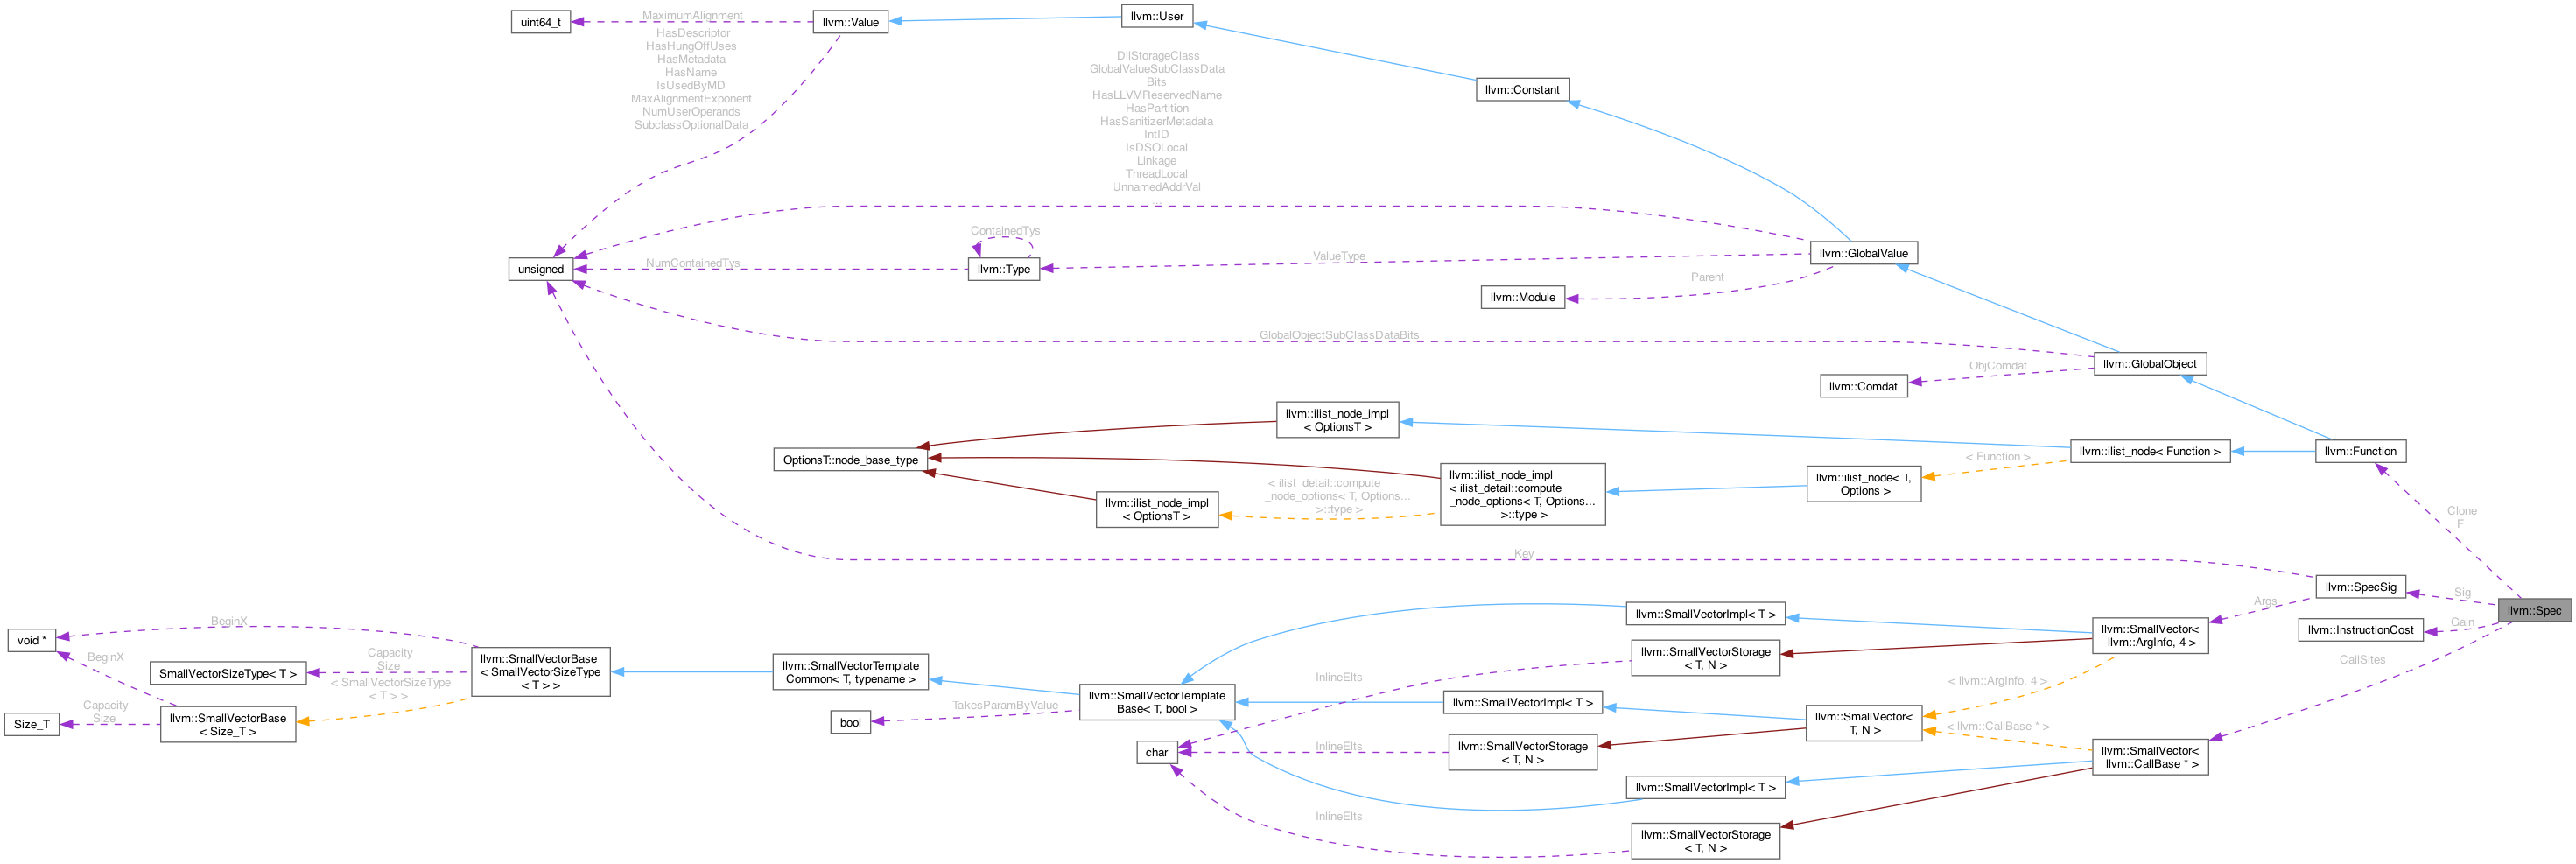 uint64_t
MaximumAlignment
llvm::Value
llvm::User
HasDescriptor
HasHungOffUses
HasMetadata
HasName
IsUsedByMD
MaxAlignmentExponent
NumUserOperands
SubclassOptionalData
DllStorageClass
GlobalValueSubClassData
Bits
HasLLVMReservedName
HasPartition
HasSanitizerMetadata
IntID
IsDSOLocal
Linkage
ThreadLocal
UnnamedAddrVal
...
llvm::Constant
ContainedTys
unsigned
NumContainedTys
llvm::Type
ValueType
llvm::GlobalValue
Parent
llvm::Module
GlobalObjectSubClassDataBits
llvm::GlobalObject
ObjComdat
llvm::Comdat
llvm::ilist_node_impl
< OptionsT >
OptionsT::node_base_type
llvm::ilist_node_impl
< ilist_detail::compute
_node_options< T, Options...
>::type >
< ilist_detail::compute
_node_options< T, Options...
>::type >
llvm::ilist_node_impl
< OptionsT >
llvm::ilist_node< T,
Options >
< Function >
llvm::ilist_node< Function >
llvm::Function
Clone
F
Key
llvm::SpecSig
Sig
llvm::Spec
Args
Gain
llvm::InstructionCost
CallSites
llvm::SmallVectorImpl< T >
llvm::SmallVector<
llvm::ArgInfo, 4 >
llvm::SmallVectorStorage
< T, N >
InlineElts
BeginX
void *
BeginX
Capacity
Size
SmallVectorSizeType< T >
llvm::SmallVectorBase
< SmallVectorSizeType
< T > >
< SmallVectorSizeType
< T > >
llvm::SmallVectorTemplate
Common< T, typename >
llvm::SmallVectorTemplate
Base< T, bool >
TakesParamByValue
bool
Capacity
Size
Size_T
llvm::SmallVectorBase
< Size_T >
llvm::SmallVectorImpl< T >
< llvm::ArgInfo, 4 >
llvm::SmallVector<
T, N >
< llvm::CallBase * >
char
InlineElts
llvm::SmallVectorStorage
< T, N >
llvm::SmallVector<
llvm::CallBase * >
llvm::SmallVectorImpl< T >
InlineElts
llvm::SmallVectorStorage
< T, N >